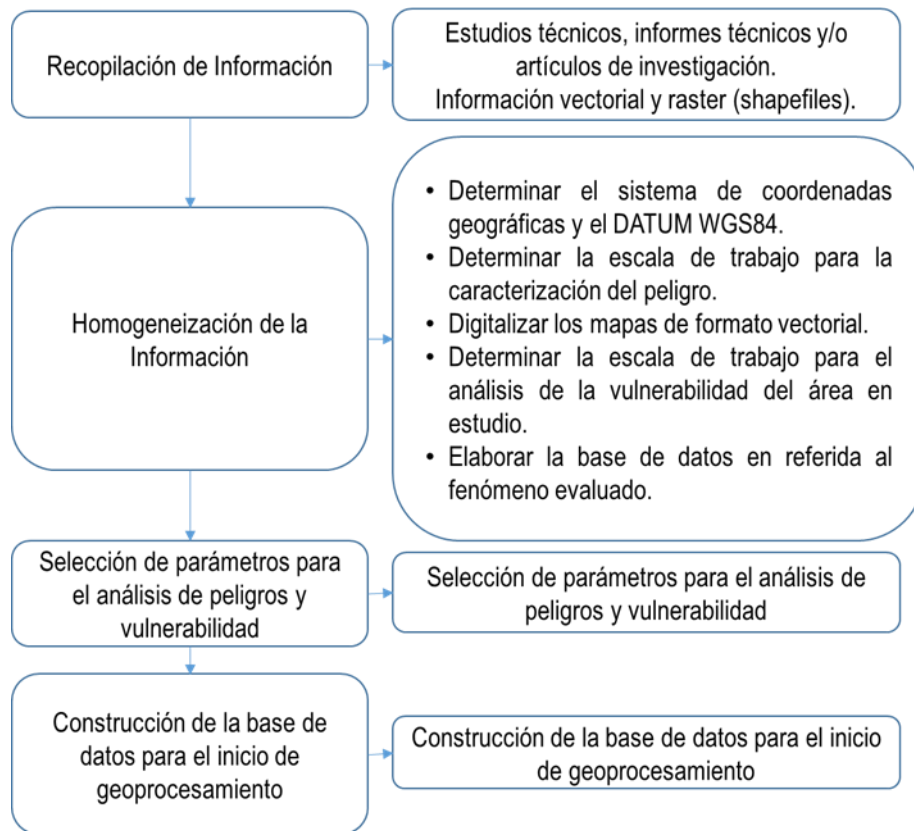 Recopilación de Información
Estudios técnicos, informes técnicos y/o
artículos de investigación.
Información vectorial y raster (shapefiles).
Homogeneización de la
Información
• Determinar el sistema de coordenadas
geográficas y el DATUM WGS84.
• Determinar la escala de trabajo para la
caracterización del peligro.
• Digitalizar los mapas de formato vectorial.
• Determinar la escala de trabajo para el
análisis de la vulnerabilidad del área en
estudio.
• Elaborar la base de datos en referida al
fenómeno evaluado.
Selección de parámetros para
el análisis de peligros y
vulnerabilidad
Selección de parámetros para el análisis de
peligros y vulnerabilidad
Construcción de la base de
datos para el inicio de
geoprocesamiento
Construcción de la base de datos para el inicio
de geoprocesamiento